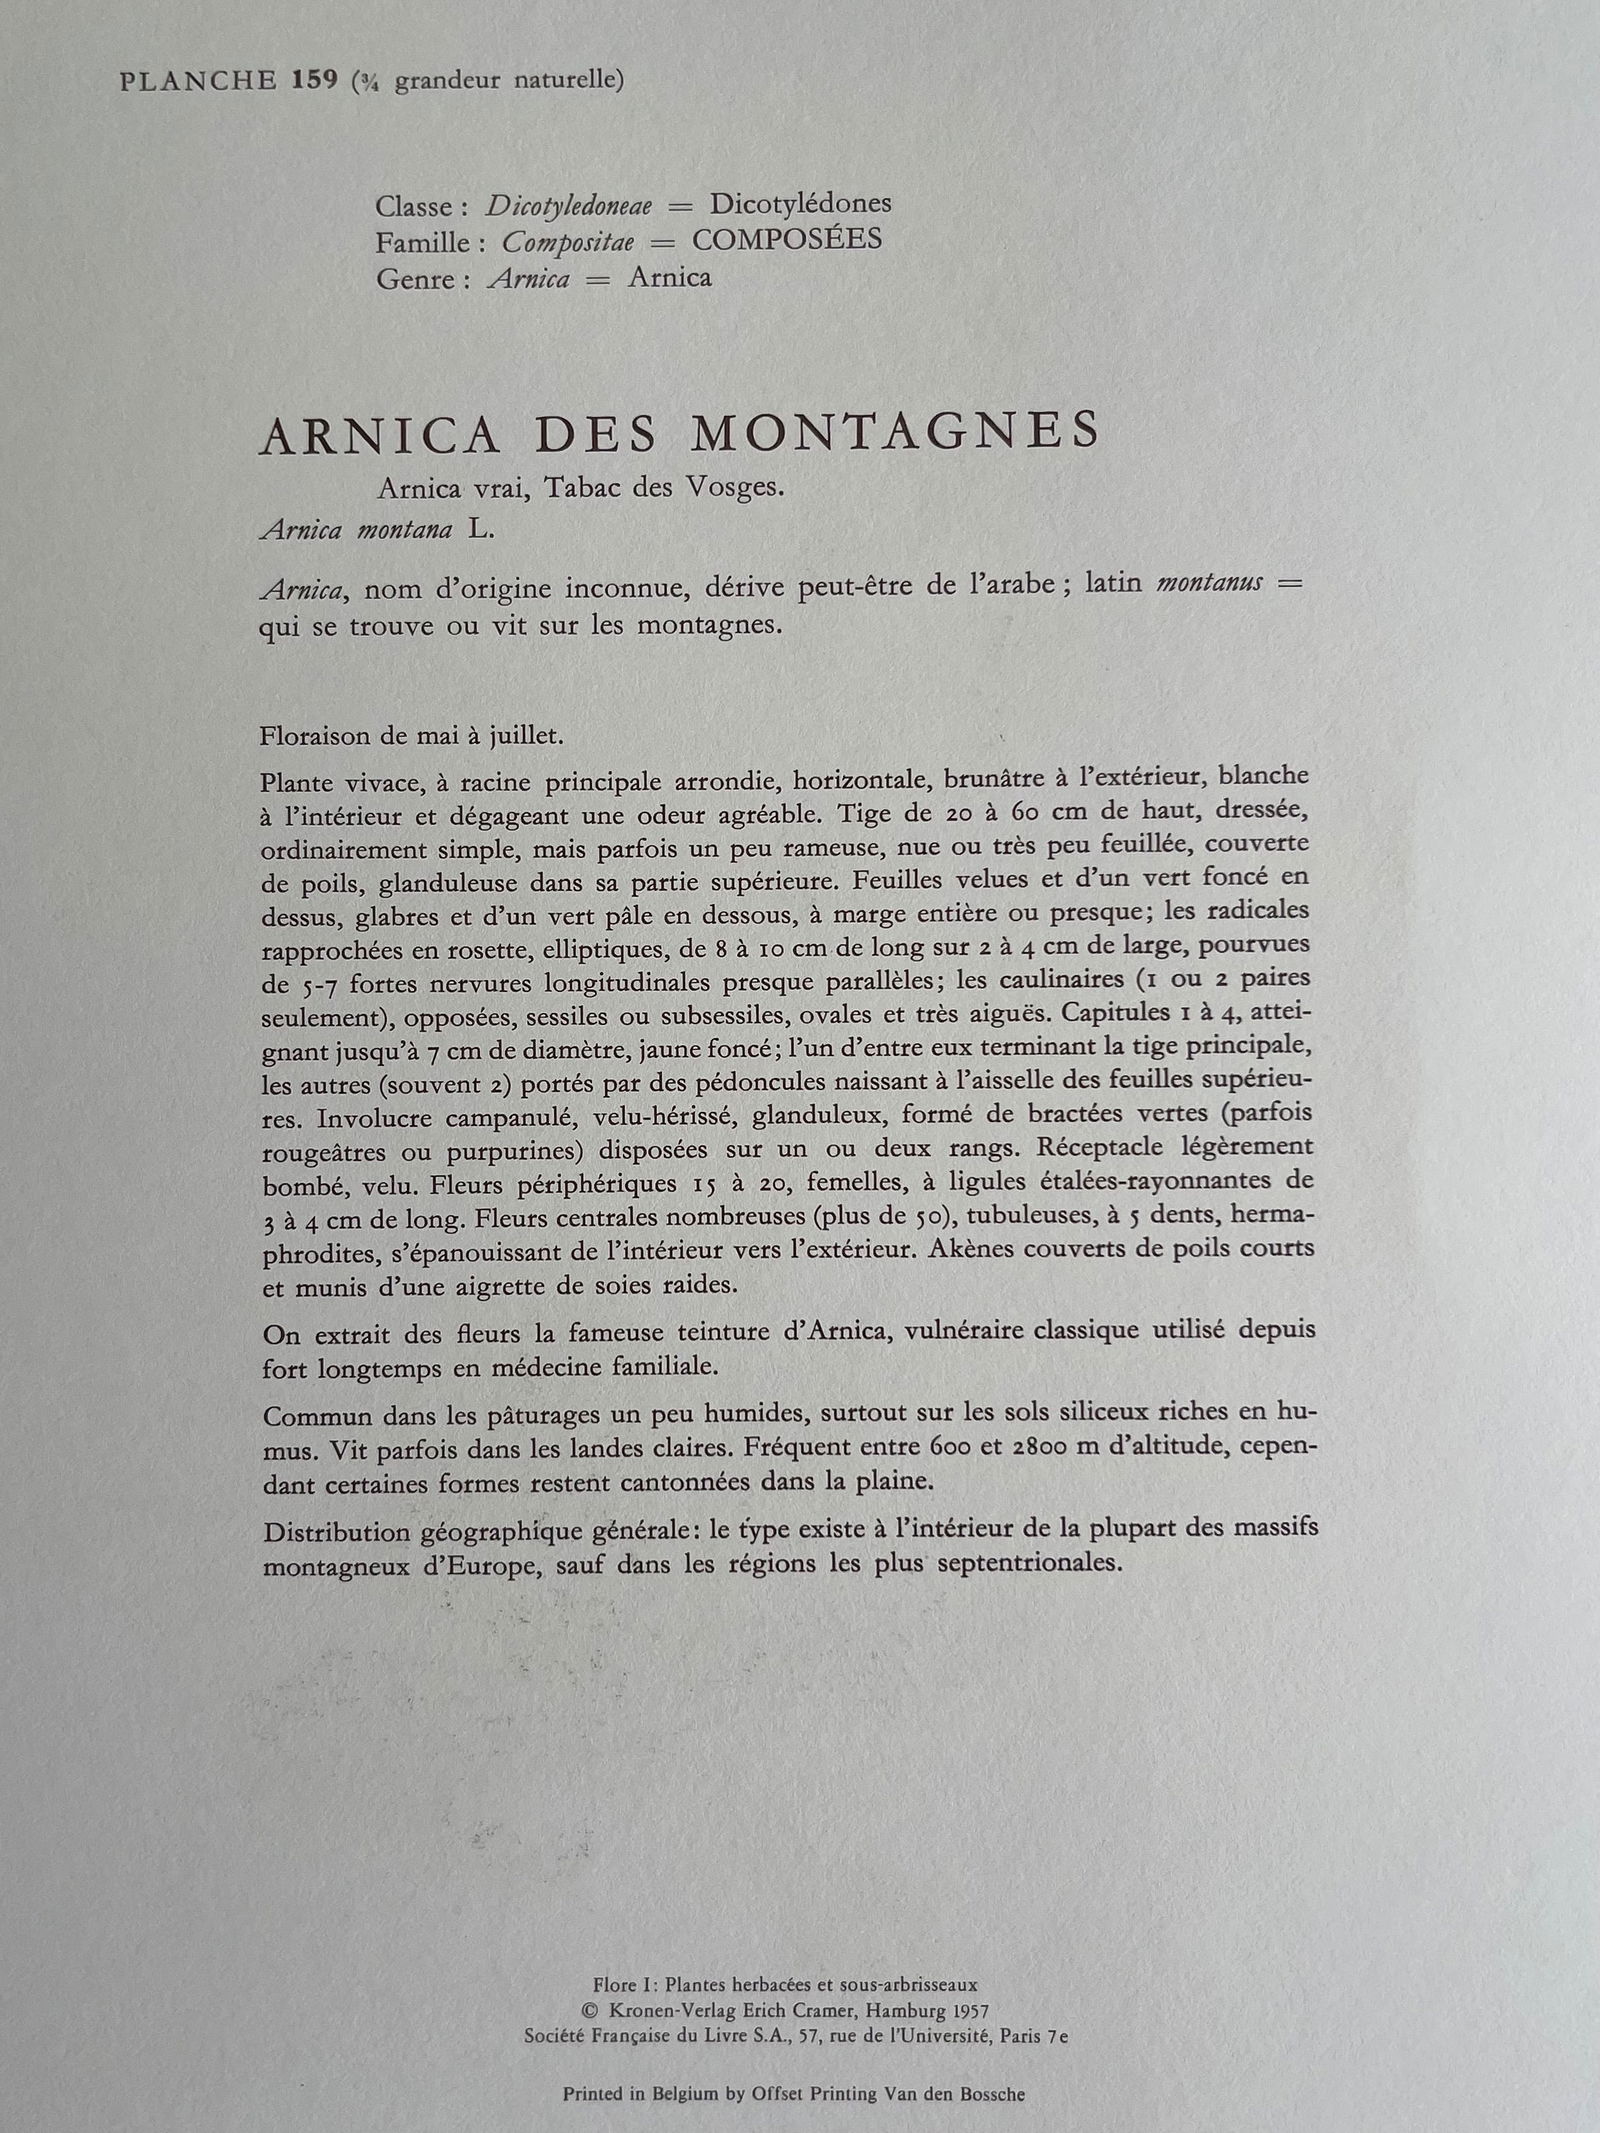 PLANCHE 159 (¾ grandeur naturelle)
Classe : Dicotyledoneae = Dicotylédones
Famille : Compositae = COMPOSÉES
Genre : Arnica = Arnica
ARNICA DES MONTAGNES
Arnica vrai, Tabac des Vosges.
Arnica montana L.
Arnica, nom d'origine inconnue, dérive peut-être de l'arabe ; latin montanus =
qui se trouve ou vit sur les montagnes.
Floraison de mai à juillet.
Plante vivace, à racine principale arrondie, horizontale, brunâtre à l'extérieur, blanche
à l'intérieur et dégageant une odeur agréable. Tige de 20 à 60 cm de haut, dressée,
ordinairement simple, mais parfois un peu rameuse, nue ou très peu feuillée, couverte
de poils, glanduleuse dans sa partie supérieure. Feuilles velues et d'un vert foncé en
dessus, glabres et d'un vert pâle en dessous, à marge entière ou presque; les radicales
rapprochées en rosette, elliptiques, de 8 à 10 cm de long sur 2 à 4 cm de large, pourvues
de 5-7 fortes nervures longitudinales presque parallèles; les caulinaires (1 ou 2 paires
seulement), opposées, sessiles ou subsessiles, ovales et très aiguës. Capitules 1 à 4, attei-
gnant jusqu'à 7 cm de diamètre, jaune foncé; l'un d'entre eux terminant la tige principale,
les autres (souvent 2) portés par des pédoncules naissant à l'aisselle des feuilles supérieu-
res. Involucre campanulé, velu-hérissé, glanduleux, formé de bractées vertes (parfois
rougeâtres ou purpurines) disposées sur un ou deux rangs. Réceptacle légèrement
bombé, velu. Fleurs périphériques 15 à 20, femelles, à ligules étalées-rayonnantes de
3 à 4 cm de long. Fleurs centrales nombreuses (plus de 50), tubuleuses, à 5 dents, herma-
phrodites, s'épanouissant de l'intérieur vers l'extérieur. Akènes couverts de poils courts
et munis d'une aigrette de soies raides.
On extrait des fleurs la fameuse teinture d'Arnica, vulnéraire classique utilisé depuis
fort longtemps en médecine familiale.
Commun dans les pâturages un peu humides, surtout sur les sols siliceux riches en hu-
mus. Vit parfois dans les landes claires. Fréquent entre 600 et 2800 m d'altitude, cepen-
dant certaines formes restent cantonnées dans la plaine.
Distribution géographique générale: le type existe à l'intérieur de la plupart des massifs
montagneux d'Europe, sauf dans les régions les plus septentrionales.
Flore I: Plantes herbacées et sous-arbrisseaux
© Kronen-Verlag Erich Cramer, Hamburg 1957
Société Française du Livre S.A., 57, rue de l'Université, Paris 7e
Printed in Belgium by Offset Printing Van den Bossche